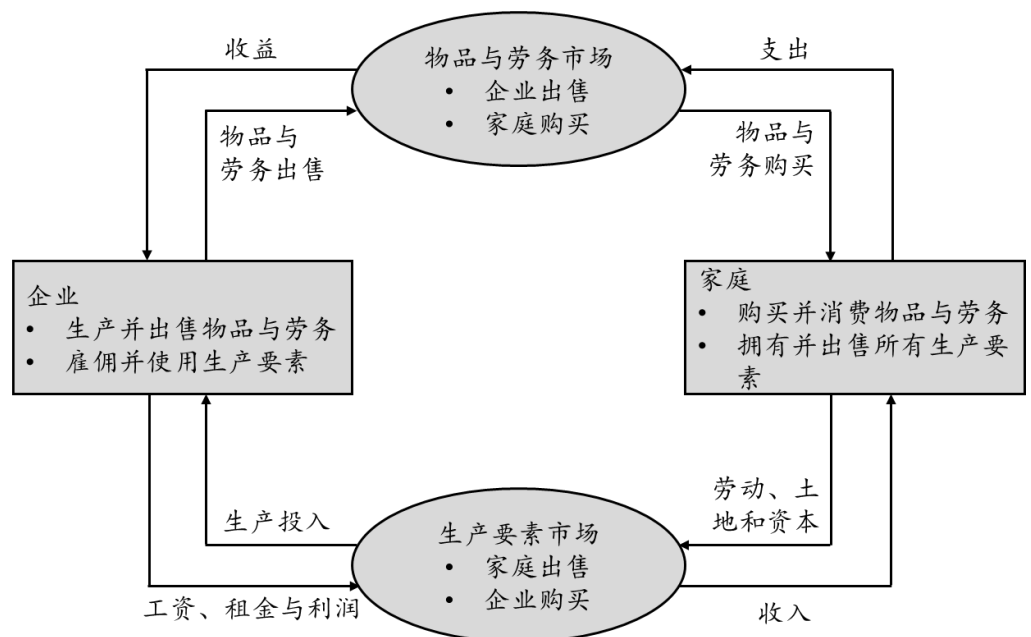 收益
物品与劳务市场
• 企业出售
• 家庭购买
支出
物品与
劳务出售
物品与
劳务购买
企业
• 生产并出售物品与劳务
• 雇佣并使用生产要素
家庭
• 购买并消费物品与劳务
• 拥有并出售所有生产要
素
生产投入
生产要素市场
• 家庭出售
• 企业购买
劳动、土
地和资本
工资、租金与利润
收入